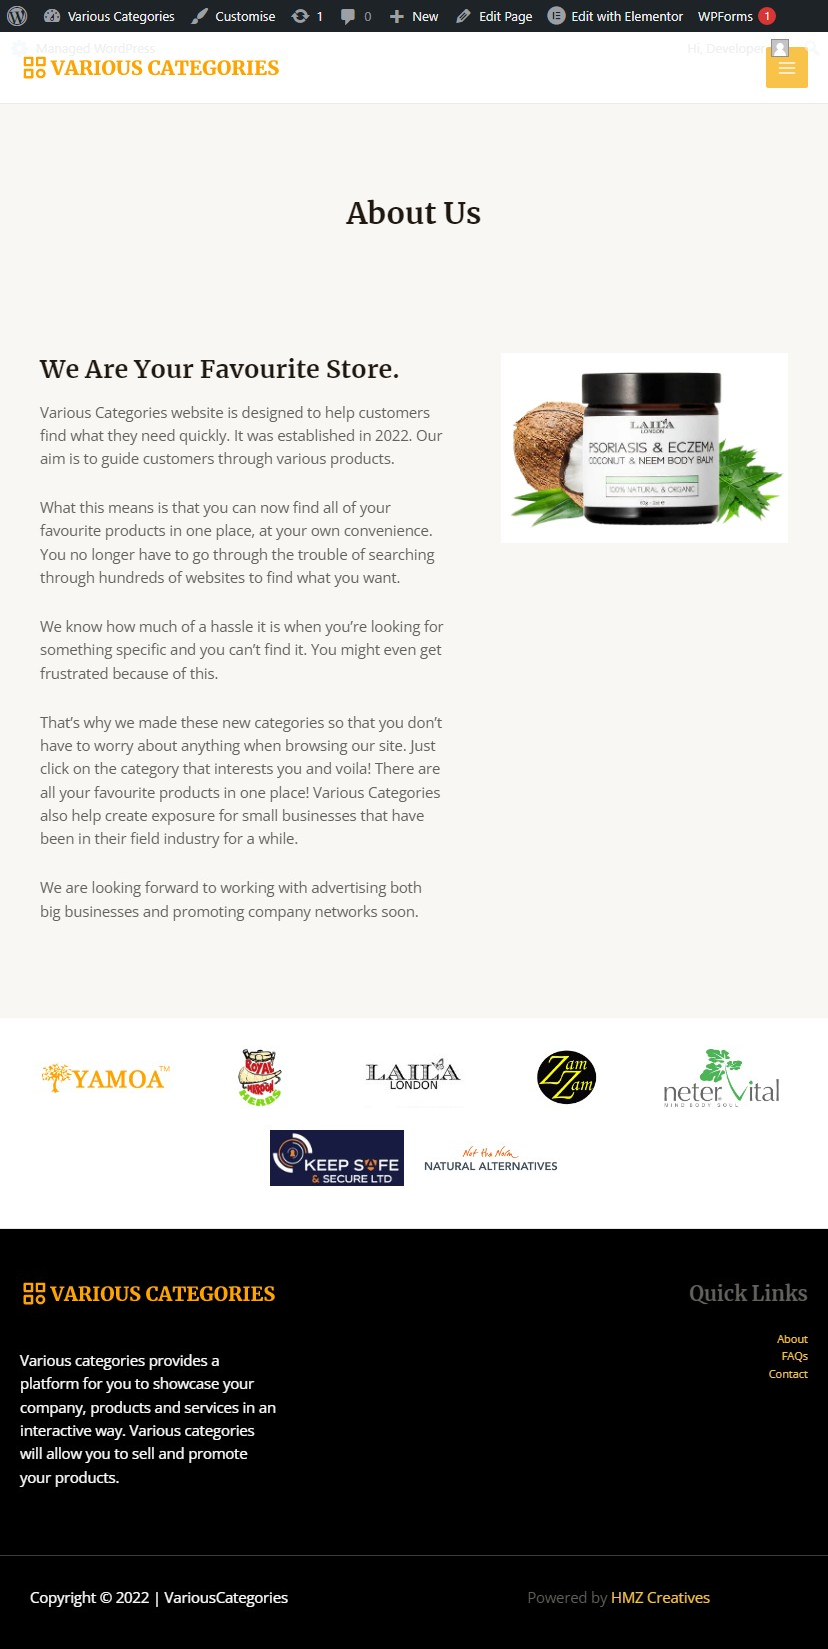 Various Categories Customise 1 0 New Edit Page Edit with Elementor WPForms 1
Managed WordPress Hi, Developer
VARIOUS CATEGORIES
About Us
We Are Your Favourite Store.
Various Categories website is designed to help customers
find what they need quickly. It was established in 2022. Our
aim is to guide customers through various products.
What this means is that you can now find all of your
favourite products in one place, at your own convenience.
You no longer have to go through the trouble of searching
through hundreds of websites to find what you want.
We know how much of a hassle it is when you’re looking for
something specific and you can’t find it. You might even get
frustrated because of this.
That’s why we made these new categories so that you don’t
have to worry about anything when browsing our site. Just
click on the category that interests you and voila! There are
all your favourite products in one place! Various Categories
also help create exposure for small businesses that have
been in their field industry for a while.
We are looking forward to working with advertising both
big businesses and promoting company networks soon.
LAILA
LONDON
PSORIASIS & ECZEMA
COCONUT & NEEM BODY BALM
100% NATURAL & ORGANIC
YAMOA™
ROYAL
KHROOM
HERBS
LAILA
LONDON
Zam
Zam
neter vital
MIND BODY SOUL
KEEP SAFE
& SECURE LTD
Not the Norm
NATURAL ALTERNATIVES
VARIOUS CATEGORIES
Various categories provides a
platform for you to showcase your
company, products and services in an
interactive way. Various categories
will allow you to sell and promote
your products.
Quick Links
About
FAQs
Contact
Copyright © 2022 | VariousCategories
Powered by HMZ Creatives